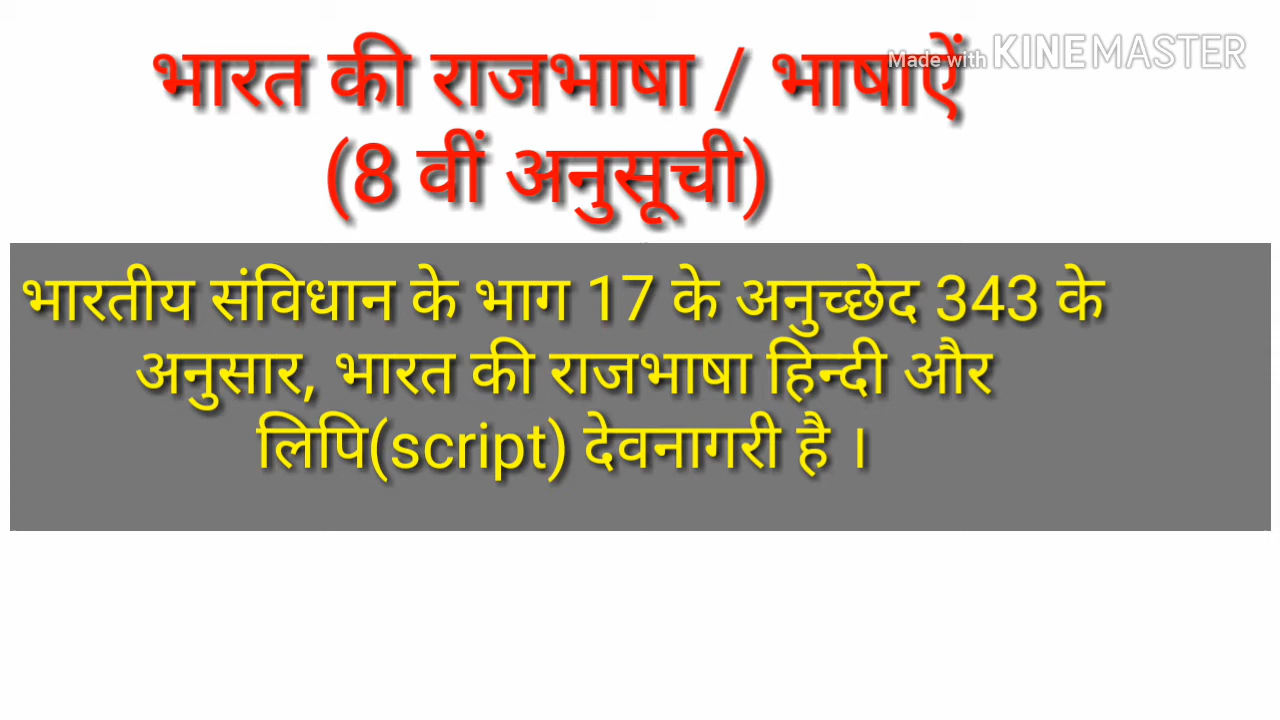 भारत की राजभाषा / भाषाऐं
Made with KINEMASTER
(8 वीं अनुसूची)
भारतीय संविधान के भाग 17 के अनुच्छेद 343 के
अनुसार, भारत की राजभाषा हिन्दी और
लिपि(script) देवनागरी है ।